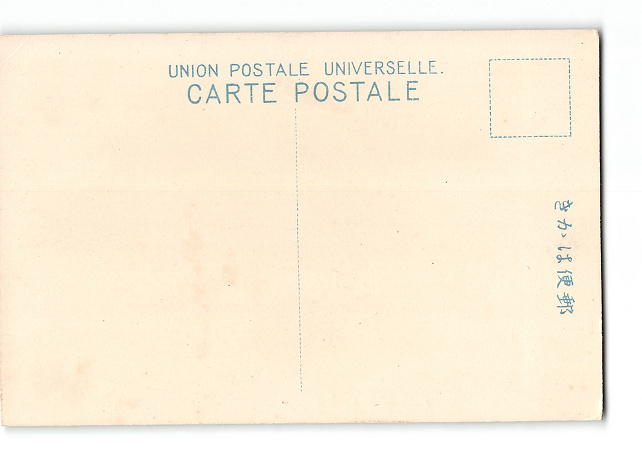 UNION POSTALE UNIVERSELLE.
CARTE POSTALE
きかは便郵